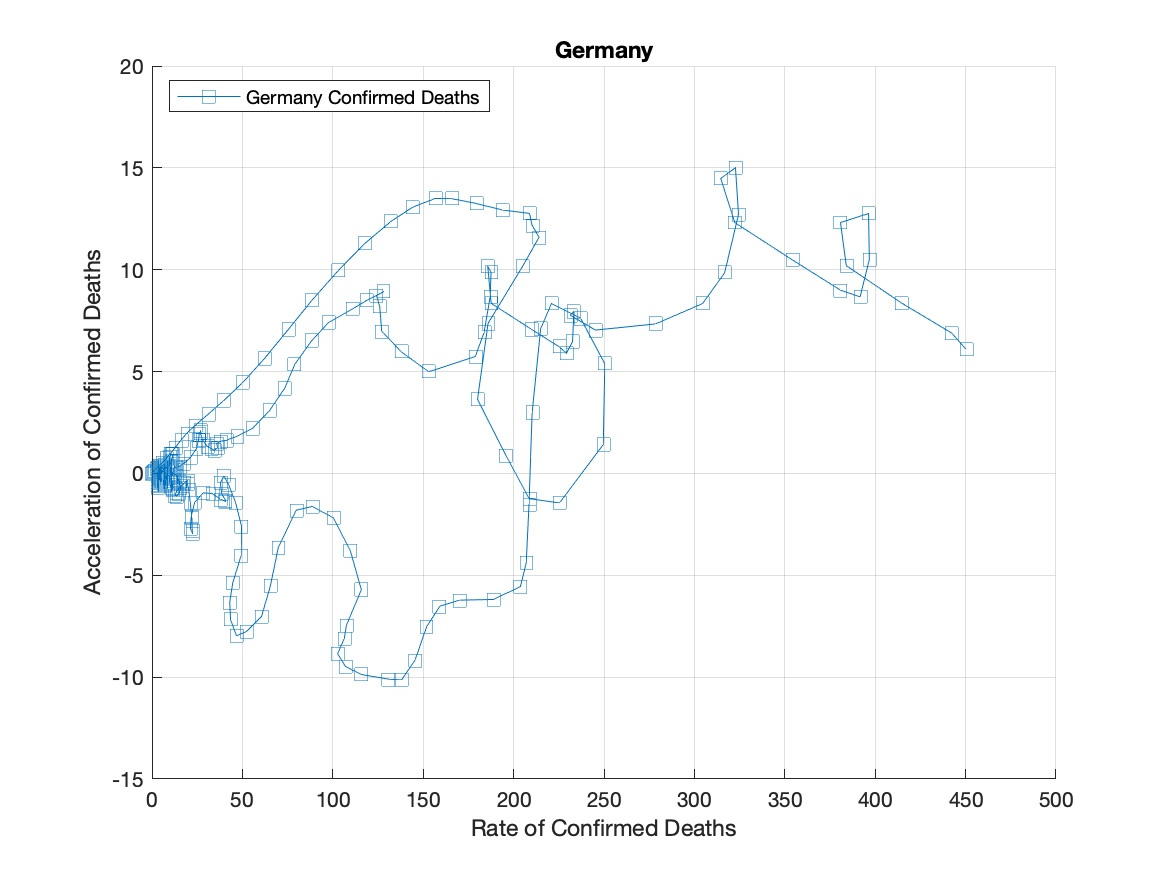 Germany
Germany Confirmed Deaths
20
15
10
5
0
-5
-10
-15
Acceleration of Confirmed Deaths
0 50 100 150 200 250 300 350 400 450 500
Rate of Confirmed Deaths